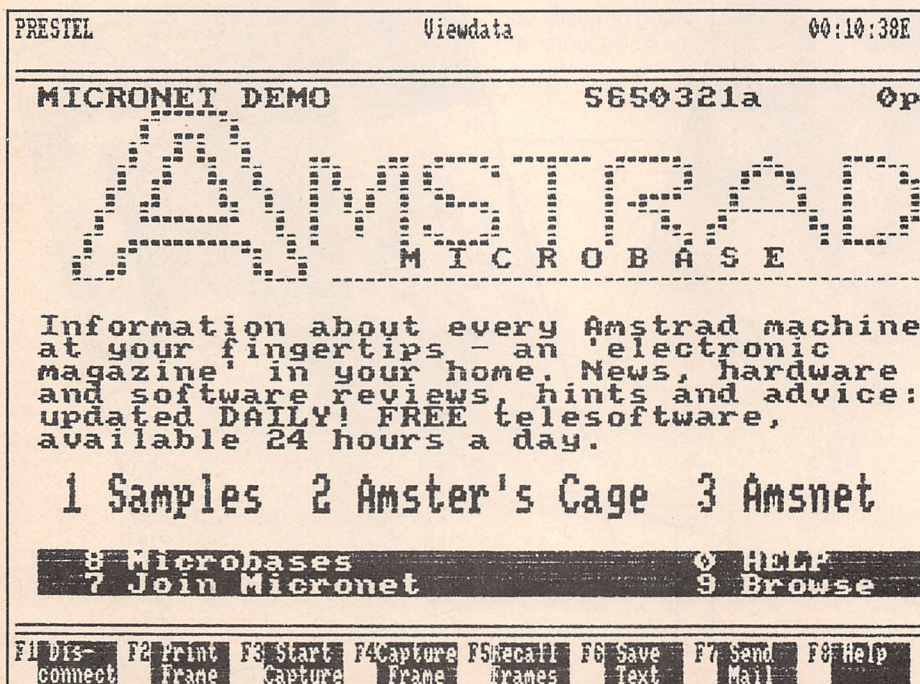 PRESTEL Viewdata 00:10:38E
MICRONET DEMO 5650321a 0p
AMSTRAD
MICROBASE
Information about every Amstrad machine
at your fingertips - an 'electronic
magazine' in your home. News, hardware
and software reviews, hints and advice:
updated DAILY! FREE telesoftware,
available 24 hours a day.
1 Samples 2 Amster's Cage 3 Amsnet
8 Microbases 0 HELP
7 Join Micronet 9 Browse
F1 Dis- F2 Print F3 Start F4 Capture F5 Recall F6 Save F7 Send F8 Help
connect Frame Capture Frame Frames Text Mail